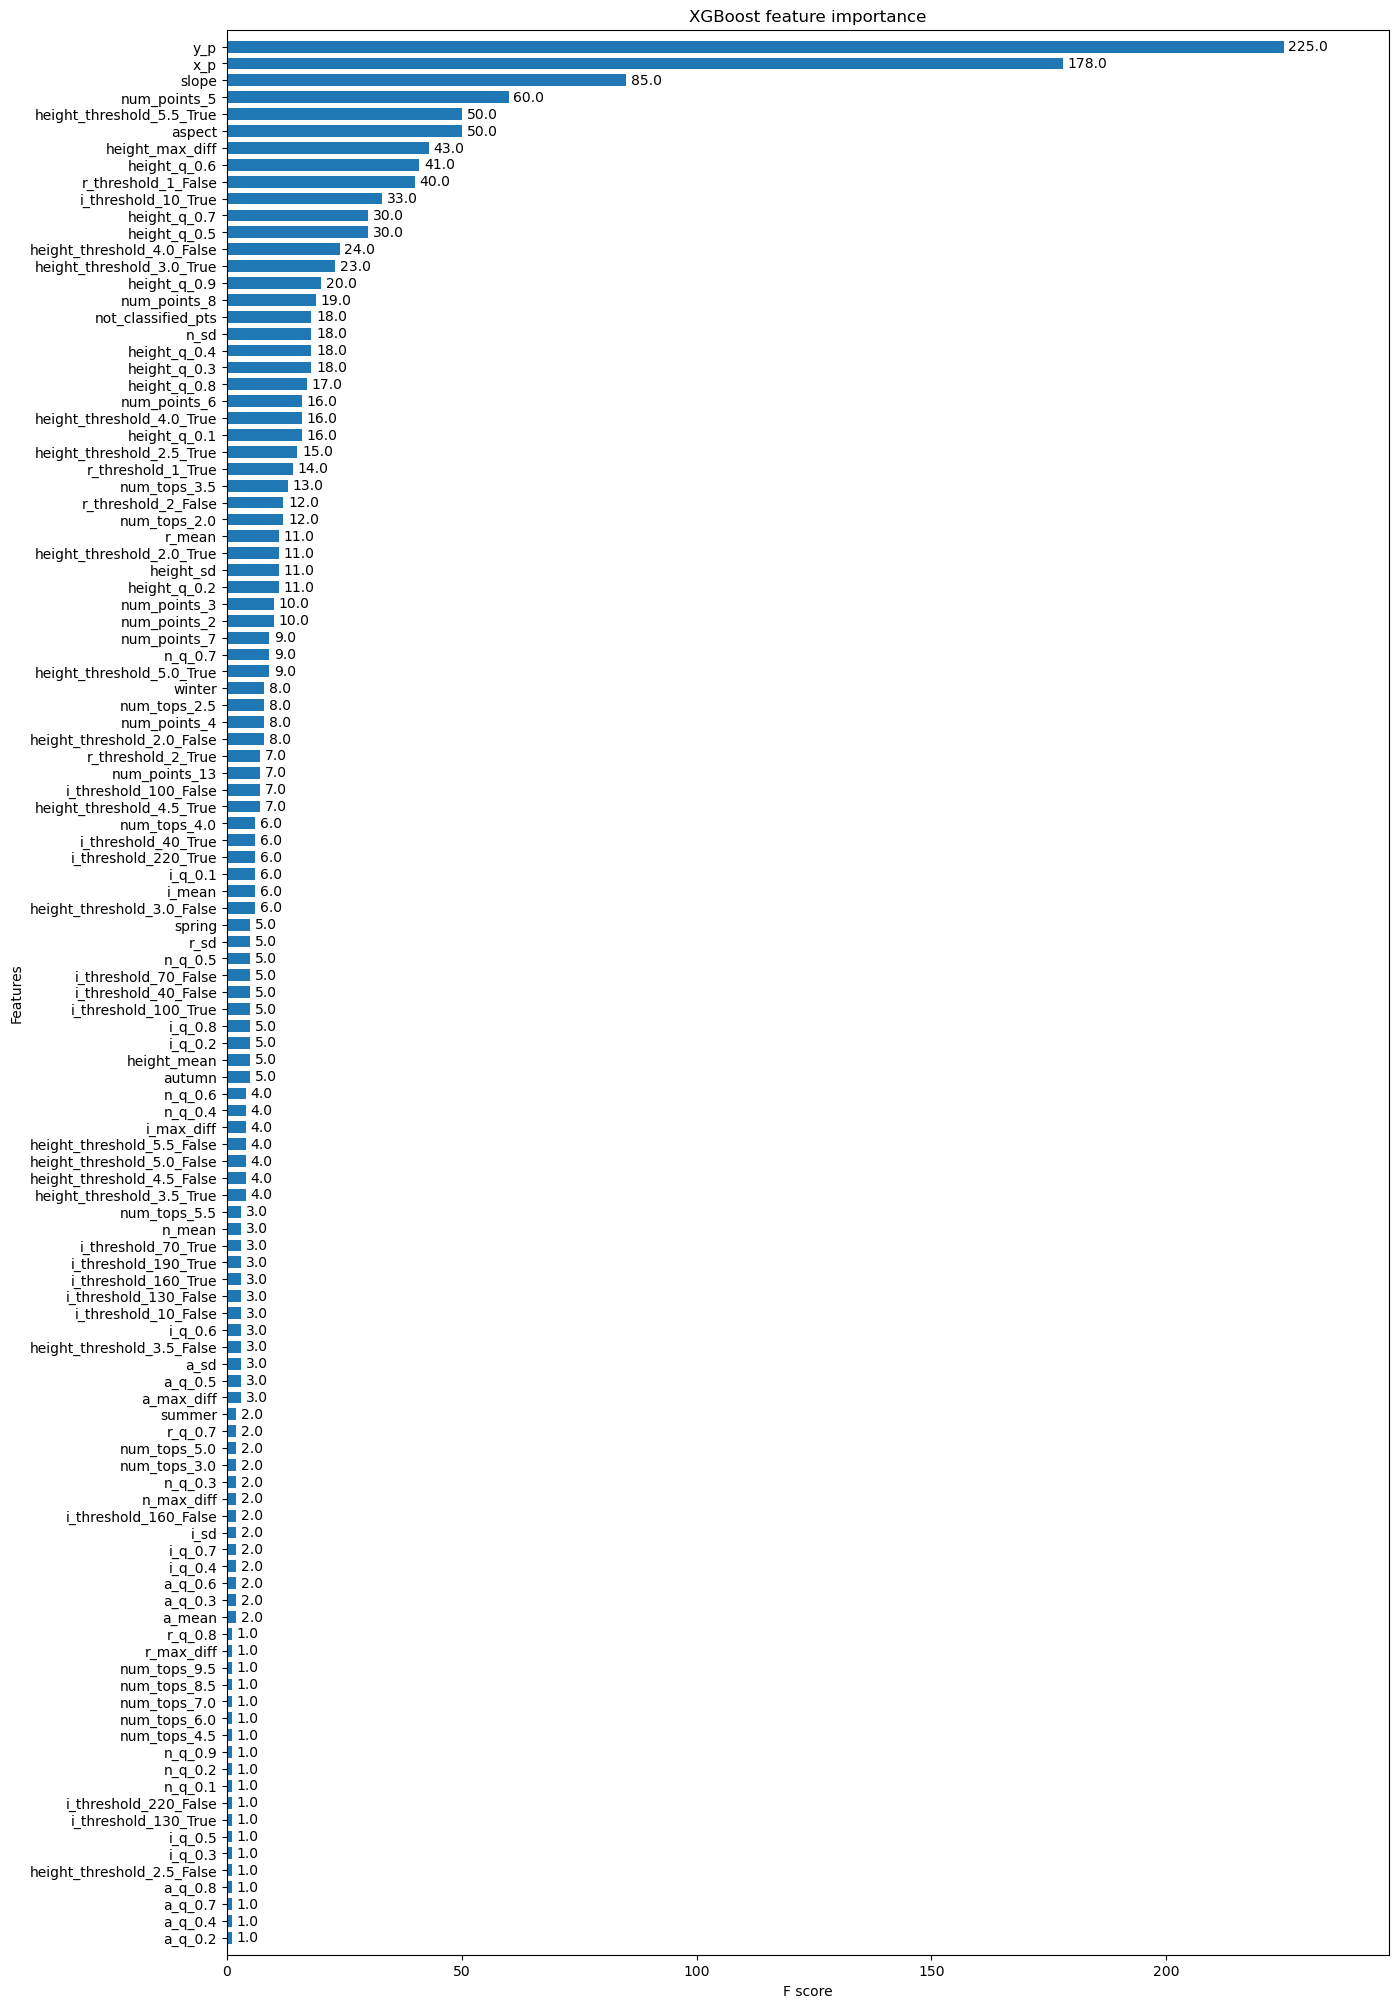 XGBoost feature importance
y_p 225.0
x_p 178.0
slope 85.0
num_points_5 60.0
height_threshold_5.5_True 50.0
aspect 50.0
height_max_diff 43.0
height_q_0.6 41.0
r_threshold_1_False 40.0
i_threshold_10_True 33.0
height_q_0.7 30.0
height_q_0.5 30.0
height_threshold_4.0_False 24.0
height_threshold_3.0_True 23.0
height_q_0.9 20.0
num_points_8 19.0
not_classified_pts 18.0
n_sd 18.0
height_q_0.4 18.0
height_q_0.3 18.0
height_q_0.8 17.0
num_points_6 16.0
height_threshold_4.0_True 16.0
height_q_0.1 16.0
height_threshold_2.5_True 15.0
r_threshold_1_True 14.0
num_tops_3.5 13.0
r_threshold_2_False 12.0
num_tops_2.0 12.0
r_mean 11.0
height_threshold_2.0_True 11.0
height_sd 11.0
height_q_0.2 11.0
num_points_3 10.0
num_points_2 10.0
num_points_7 9.0
n_q_0.7 9.0
height_threshold_5.0_True 9.0
winter 8.0
num_tops_2.5 8.0
num_points_4 8.0
height_threshold_2.0_False 8.0
r_threshold_2_True 7.0
num_points_13 7.0
i_threshold_100_False 7.0
height_threshold_4.5_True 7.0
num_tops_4.0 6.0
i_threshold_40_True 6.0
i_threshold_220_True 6.0
i_q_0.1 6.0
i_mean 6.0
height_threshold_3.0_False 6.0
spring 5.0
r_sd 5.0
n_q_0.5 5.0
i_threshold_70_False 5.0
i_threshold_40_False 5.0
i_threshold_100_True 5.0
i_q_0.8 5.0
i_q_0.2 5.0
height_mean 5.0
autumn 5.0
n_q_0.6 4.0
n_q_0.4 4.0
i_max_diff 4.0
height_threshold_5.5_False 4.0
height_threshold_5.0_False 4.0
height_threshold_4.5_False 4.0
height_threshold_3.5_True 4.0
num_tops_5.5 3.0
n_mean 3.0
i_threshold_70_True 3.0
i_threshold_190_True 3.0
i_threshold_160_True 3.0
i_threshold_130_False 3.0
i_threshold_10_False 3.0
i_q_0.6 3.0
height_threshold_3.5_False 3.0
a_sd 3.0
a_q_0.5 3.0
a_max_diff 3.0
summer 2.0
r_q_0.7 2.0
num_tops_5.0 2.0
num_tops_3.0 2.0
n_q_0.3 2.0
n_max_diff 2.0
i_threshold_160_False 2.0
i_sd 2.0
i_q_0.7 2.0
i_q_0.4 2.0
a_q_0.6 2.0
a_q_0.3 2.0
a_mean 2.0
r_q_0.8 1.0
r_max_diff 1.0
num_tops_9.5 1.0
num_tops_8.5 1.0
num_tops_7.0 1.0
num_tops_6.0 1.0
num_tops_4.5 1.0
n_q_0.9 1.0
n_q_0.2 1.0
n_q_0.1 1.0
i_threshold_220_False 1.0
i_threshold_130_True 1.0
i_q_0.5 1.0
i_q_0.3 1.0
height_threshold_2.5_False 1.0
a_q_0.8 1.0
a_q_0.7 1.0
a_q_0.4 1.0
a_q_0.2 1.0
Features
0 50 100 150 200
F score